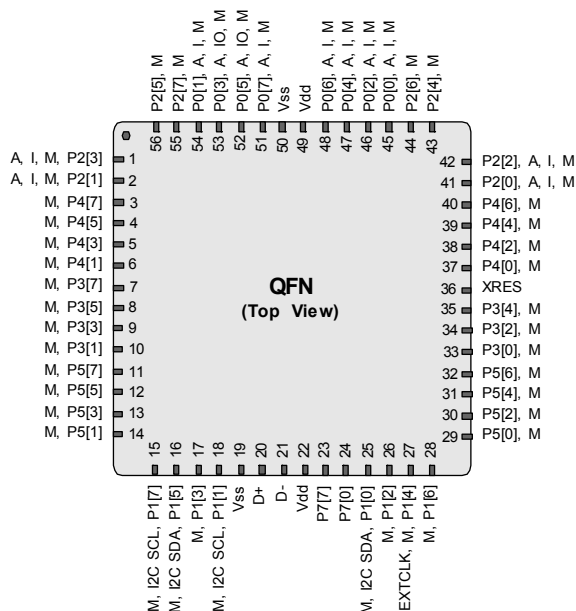 P2[5], M
P2[7], M
P0[1], A, I, M
P0[3], A, IO, M
P0[5], A, IO, M
P0[7], A, I, M
Vss
Vdd
P0[6], A, I, M
P0[4], A, I, M
P0[2], A, I, M
P0[0], A, I, M
P2[6], M
P2[4], M
56
55
54
53
52
51
50
49
48
47
46
45
44
43
A, I, M, P2[3] 1
A, I, M, P2[1] 2
M, P4[7] 3
M, P4[5] 4
M, P4[3] 5
M, P4[1] 6
M, P3[7] 7
M, P3[5] 8
M, P3[3] 9
M, P3[1] 10
M, P5[7] 11
M, P5[5] 12
M, P5[3] 13
M, P5[1] 14
QFN
(Top View)
42 P2[2], A, I, M
41 P2[0], A, I, M
40 P4[6], M
39 P4[4], M
38 P4[2], M
37 P4[0], M
36 XRES
35 P3[4], M
34 P3[2], M
33 P3[0], M
32 P5[6], M
31 P5[4], M
30 P5[2], M
29 P5[0], M
15
16
17
18
19
20
21
22
23
24
25
26
27
28
M, I2C SCL, P1[7]
M, I2C SDA, P1[5]
M, P1[3]
M, I2C SCL, P1[1]
Vss
D+
D-
Vdd
P7[7]
P7[0]
M, I2C SDA, P1[0]
M, P1[2]
EXTCLK, M, P1[4]
M, P1[6]